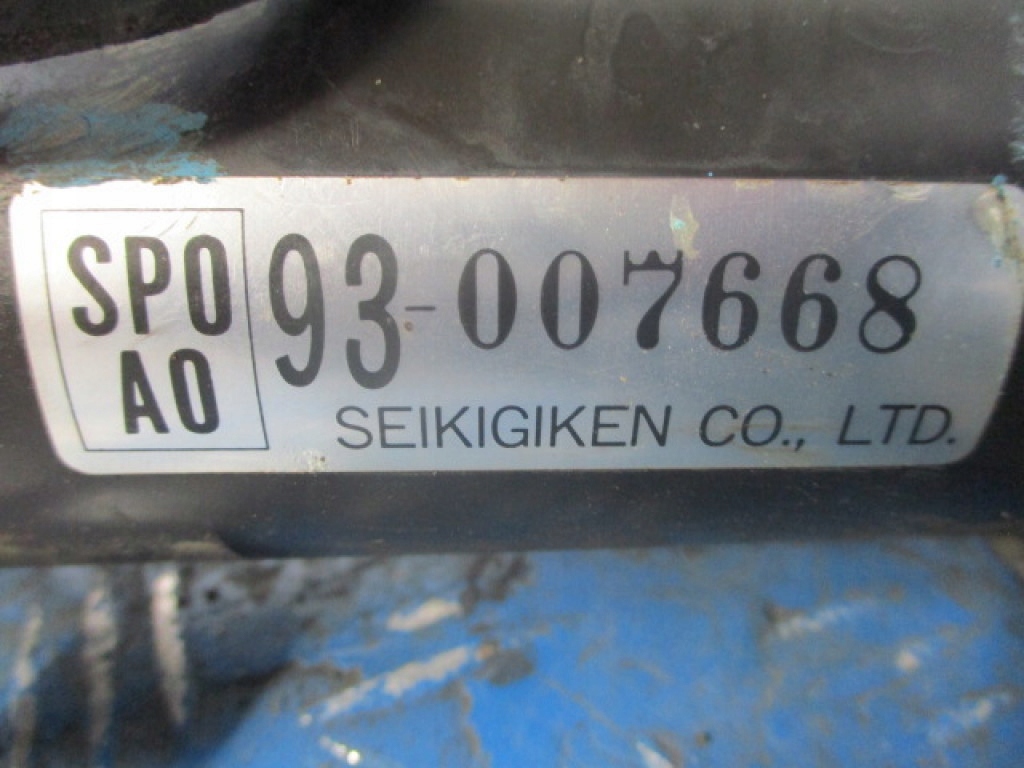 SPO
AO
93-007668
SEIKIGIKEN CO., LTD.